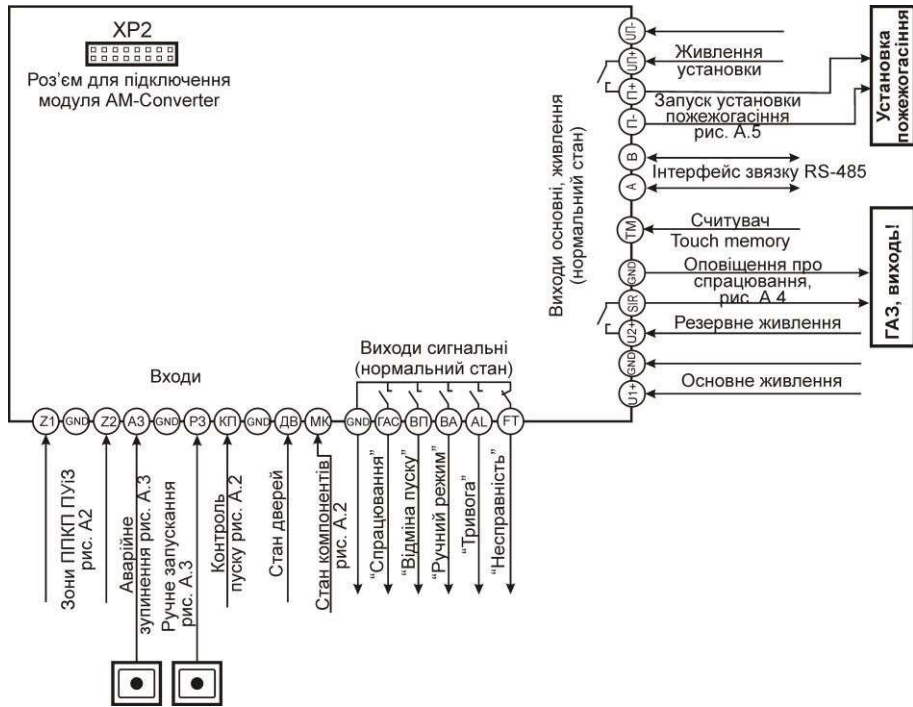 XP2
Роз’єм для підключення
модуля AM-Converter
Виходи основні, живлення
(нормальний стан)
UП-
UП+
П+
П-
B
A
TM
GND
SIR
U2+
GND
U1+
Живлення
установки
Запуск установки
пожежогасіння
рис. А.5
Інтерфейс звязку RS-485
Считувач
Touch memory
Оповіщення про
спрацювання,
рис. А.4
Резервне живлення
Основне живлення
Установка
пожежогасіння
ГАЗ, виходь!
Входи
Виходи сигнальні
(нормальний стан)
Z1
GND
Z2
АЗ
GND
РЗ
КП
GND
ДВ
МК
GND
ГАС
ВП
ВА
AL
FT
Зони ППКП ПУіЗ
рис. А2
Аварійне
зупинення рис. А.3
Ручне запускання
рис. А.3
Контроль
пуску рис. А.2
Стан дверей
Стан компонентів
рис. А.2
“Спрацювання”
“Відміна пуску”
“Ручний режим”
“Тривога”
“Несправність”